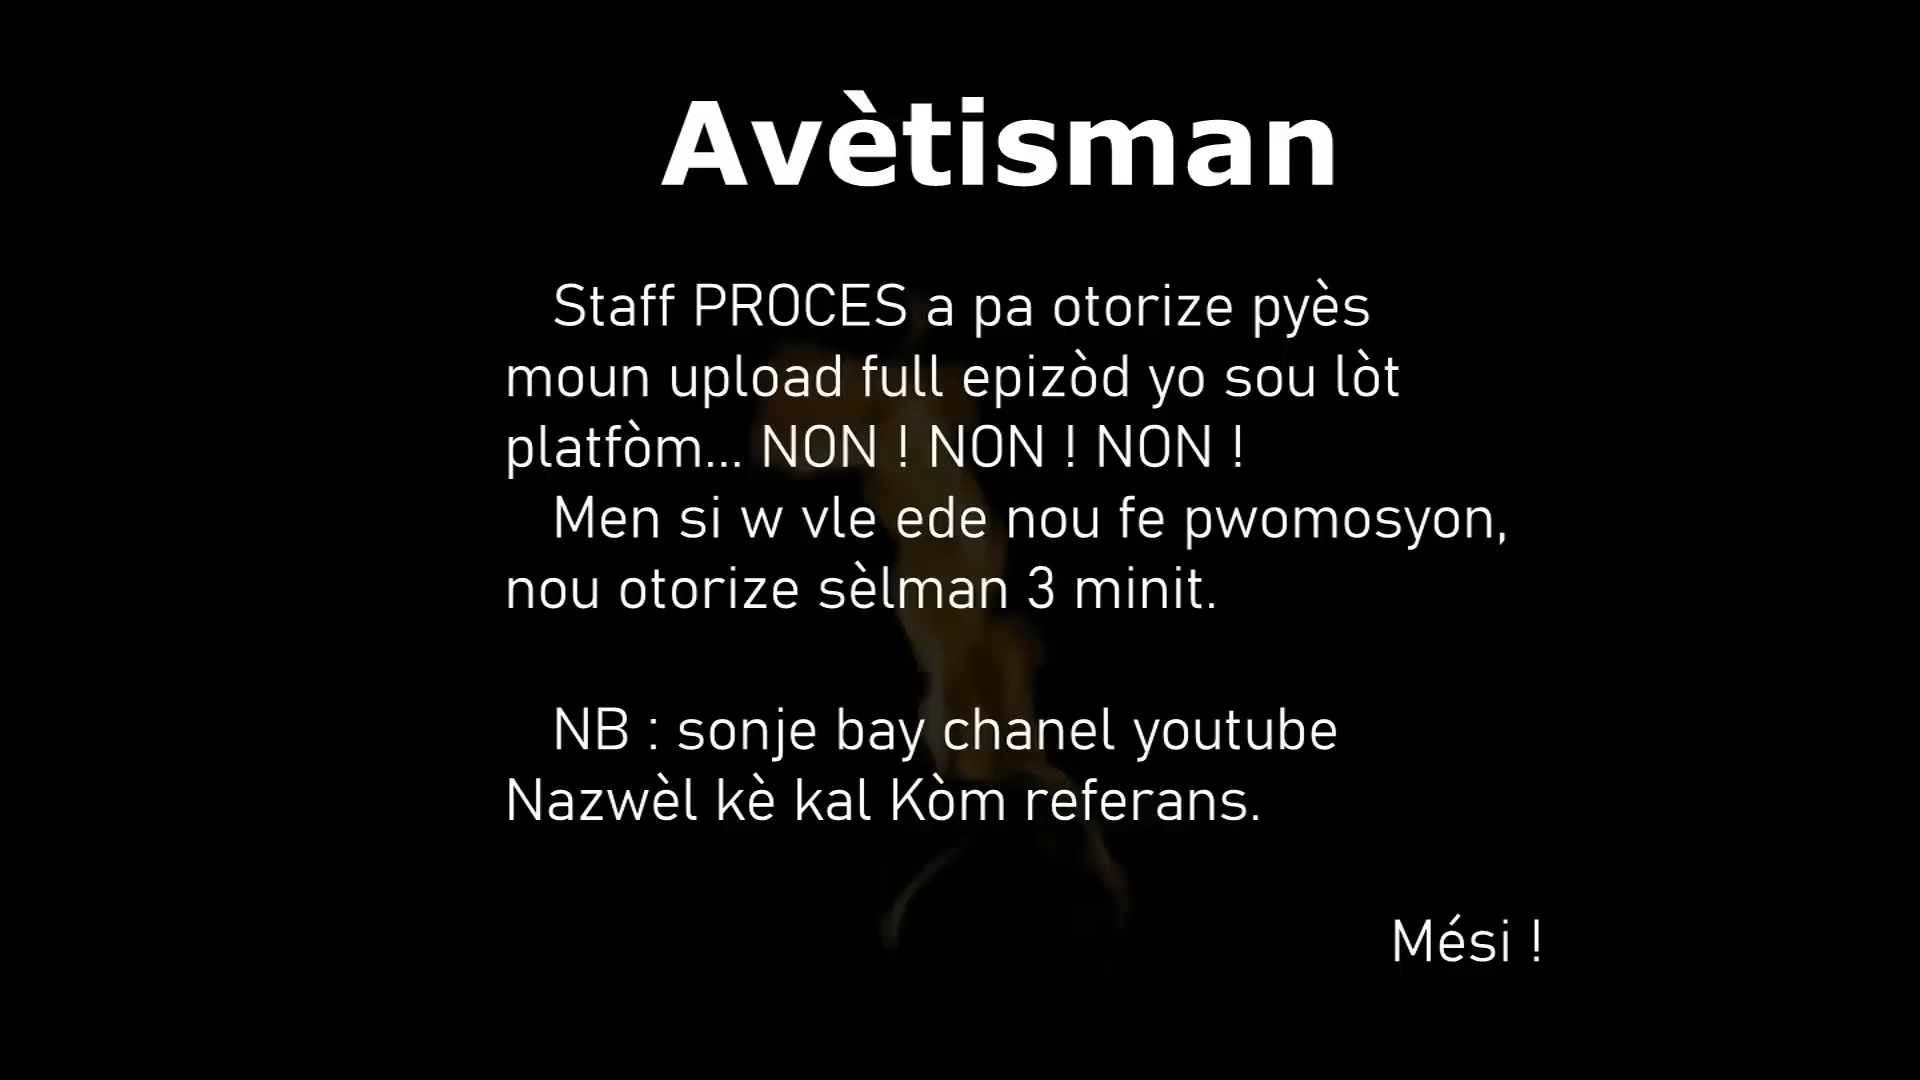 Avètisman
Staff PROCES a pa otorize pyès
moun upload full epizòd yo sou lòt
platfòm... NON ! NON ! NON !
Men si w vle ede nou fe pwomosyon,
nou otorize sèlman 3 minit.
NB : sonje bay chanel youtube
Nazwèl kè kal Kòm referans.
Mési !